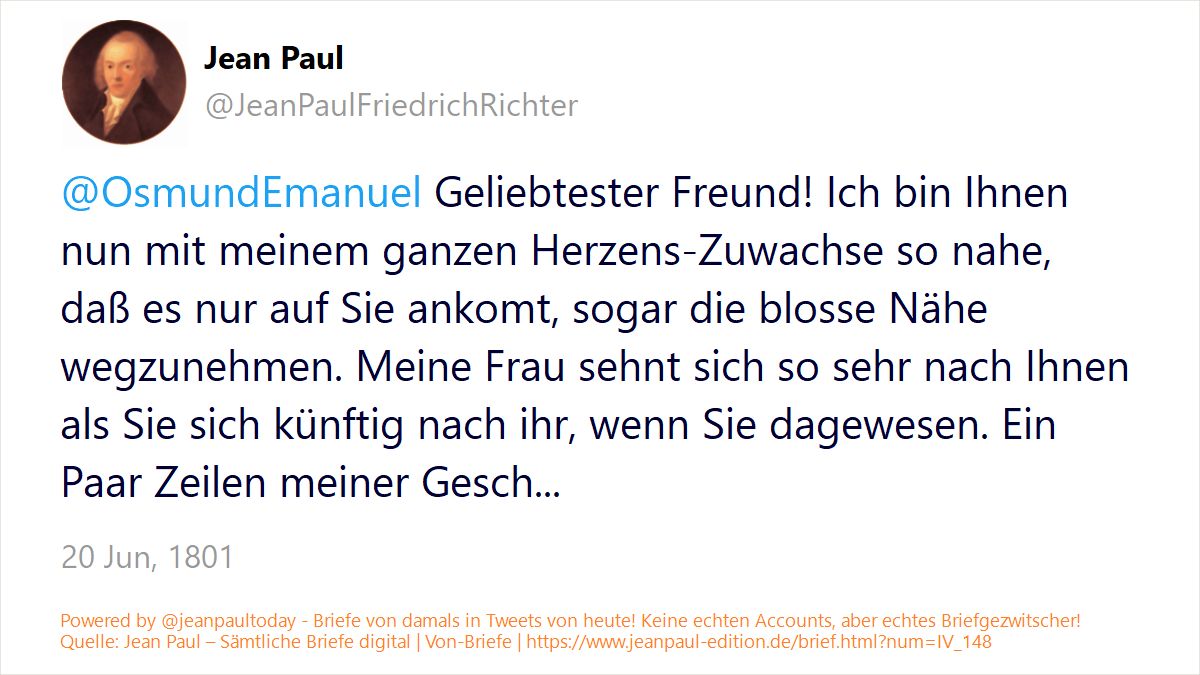 Jean Paul
@JeanPaulFriedrichRichter
@OsmundEmanuel Geliebtester Freund! Ich bin Ihnen
nun mit meinem ganzen Herzens-Zuwachse so nahe,
daß es nur auf Sie ankomt, sogar die blosse Nähe
wegzunehmen. Meine Frau sehnt sich so sehr nach Ihnen
als Sie sich künftig nach ihr, wenn Sie dagewesen. Ein
Paar Zeilen meiner Gesch...
20 Jun, 1801
Powered by @jeanpaultoday - Briefe von damals in Tweets von heute! Keine echten Accounts, aber echtes Briefgezwitscher!
Quelle: Jean Paul – Sämtliche Briefe digital | Von-Briefe | https://www.jeanpaul-edition.de/brief.html?num=IV_148